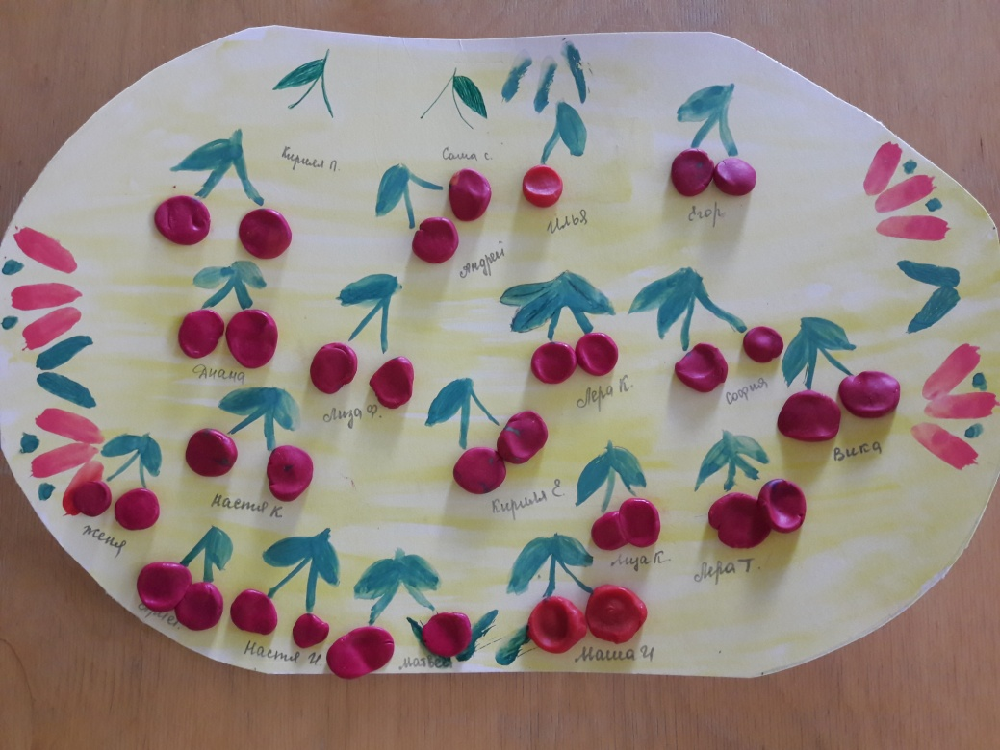 Кирилл П.
Саша С.
Илья
Егор
Андрей
Диана
Лиза Ф.
Лера К.
София
Вика
Настя К
Кирилл Е.
Женя
Лиза К.
Лера Т.
Настя И.
Матвей
Маша И